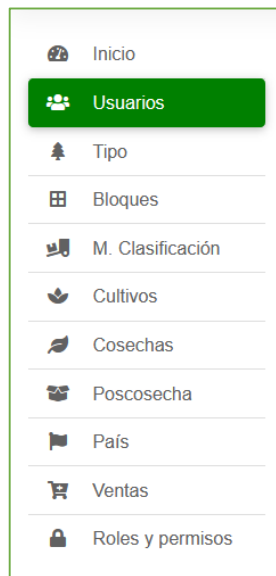 Inicio
Usuarios
Tipo
Bloques
M. Clasificación
Cultivos
Cosechas
Poscosecha
País
Ventas
Roles y permisos